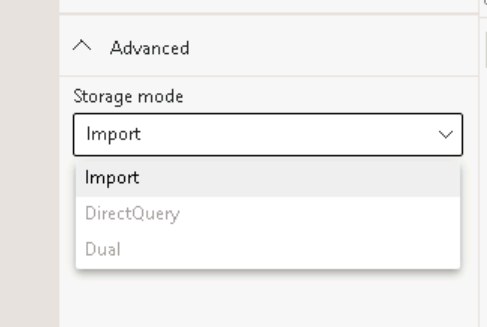 Advanced
Storage mode
Import
Import
DirectQuery
Dual